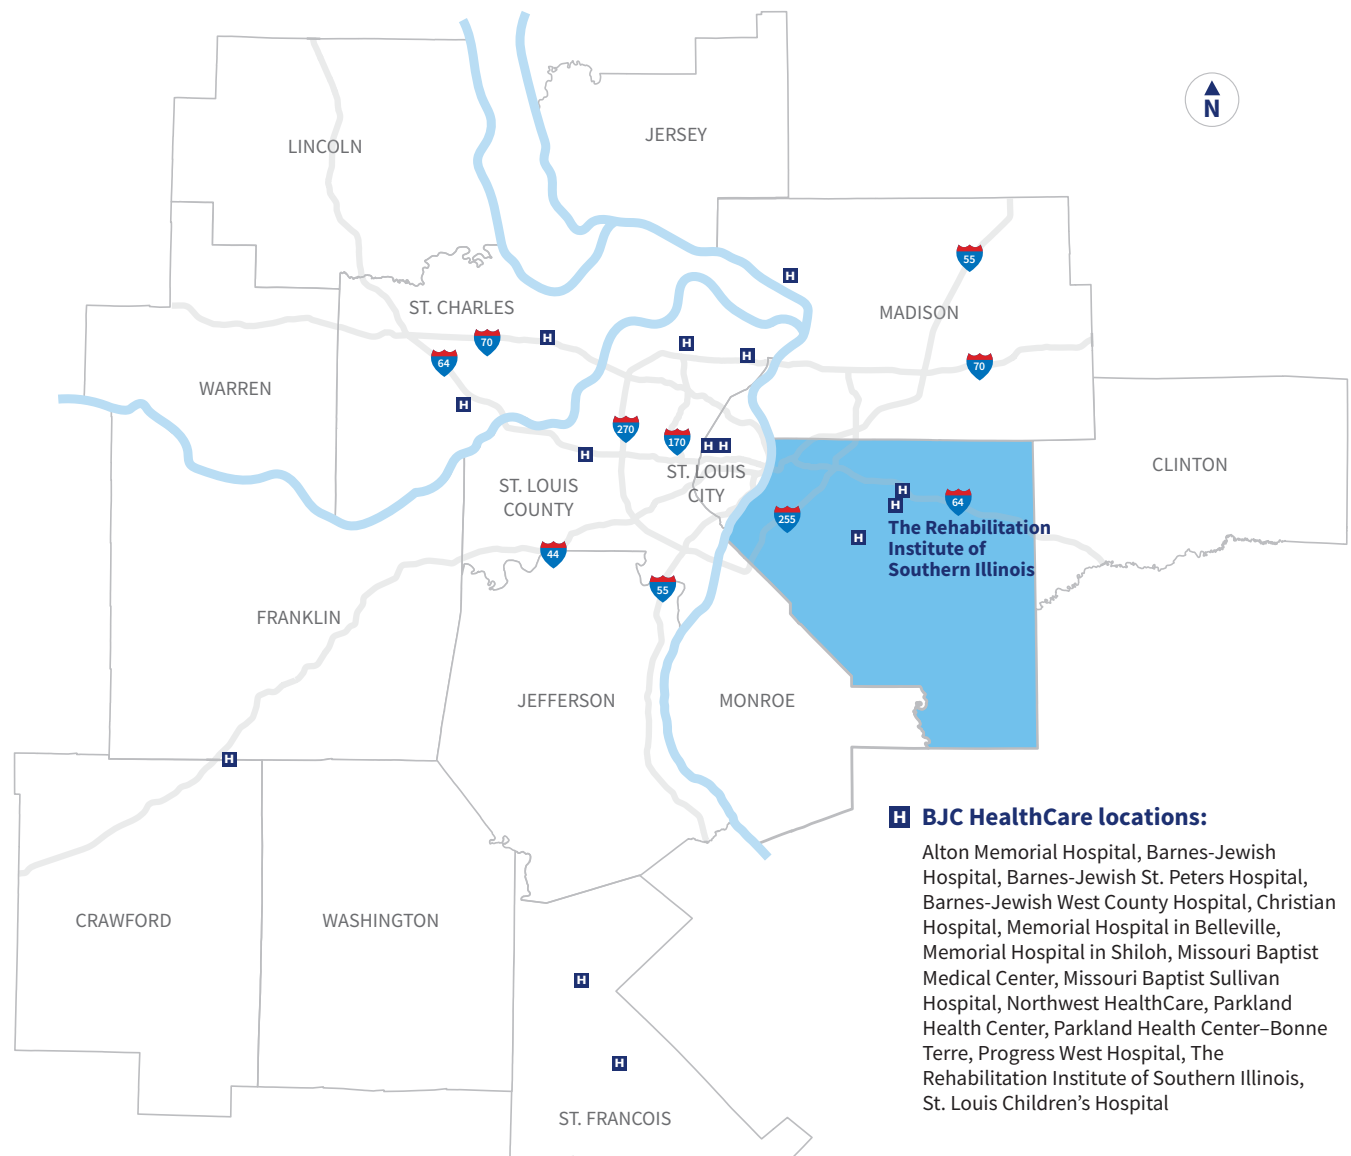 N
JERSEY
LINCOLN
55
ST. CHARLES
H
MADISON
70
H
H
H
64
70
WARREN
H
270
170
H H
H
CLINTON
ST. LOUIS
CITY
ST. LOUIS
COUNTY
H
64
H
255
The Rehabilitation
Institute of
Southern Illinois
H
44
55
FRANKLIN
JEFFERSON
MONROE
H
H BJC HealthCare locations:
Alton Memorial Hospital, Barnes-Jewish
Hospital, Barnes-Jewish St. Peters Hospital,
Barnes-Jewish West County Hospital, Christian
Hospital, Memorial Hospital in Belleville,
Memorial Hospital in Shiloh, Missouri Baptist
Medical Center, Missouri Baptist Sullivan
Hospital, Northwest HealthCare, Parkland
Health Center, Parkland Health Center–Bonne
Terre, Progress West Hospital, The
Rehabilitation Institute of Southern Illinois,
St. Louis Children's Hospital
CRAWFORD
WASHINGTON
H
H
ST. FRANCOIS